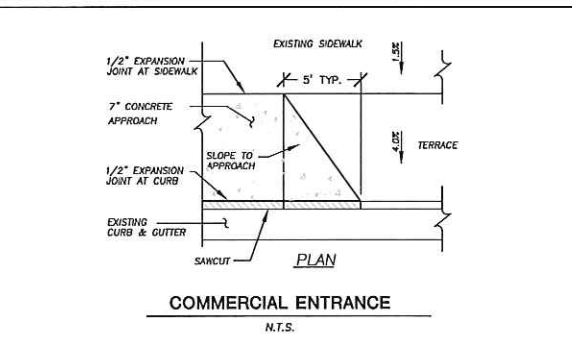 EXISTING SIDEWALK
1.5%
1/2" EXPANSION
JOINT AT SIDEWALK
5' TYP.
7" CONCRETE
APPROACH
4.0%
TERRACE
SLOPE TO
APPROACH
1/2" EXPANSION
JOINT AT CURB
EXISTING
CURB & GUTTER
SAWCUT
PLAN
COMMERCIAL ENTRANCE
N.T.S.